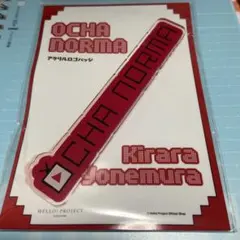 OCHA
NORMA
アクリルロゴバッジ
OCHA NORMA
Kirara
Yonemura
HELLO! PROJECT